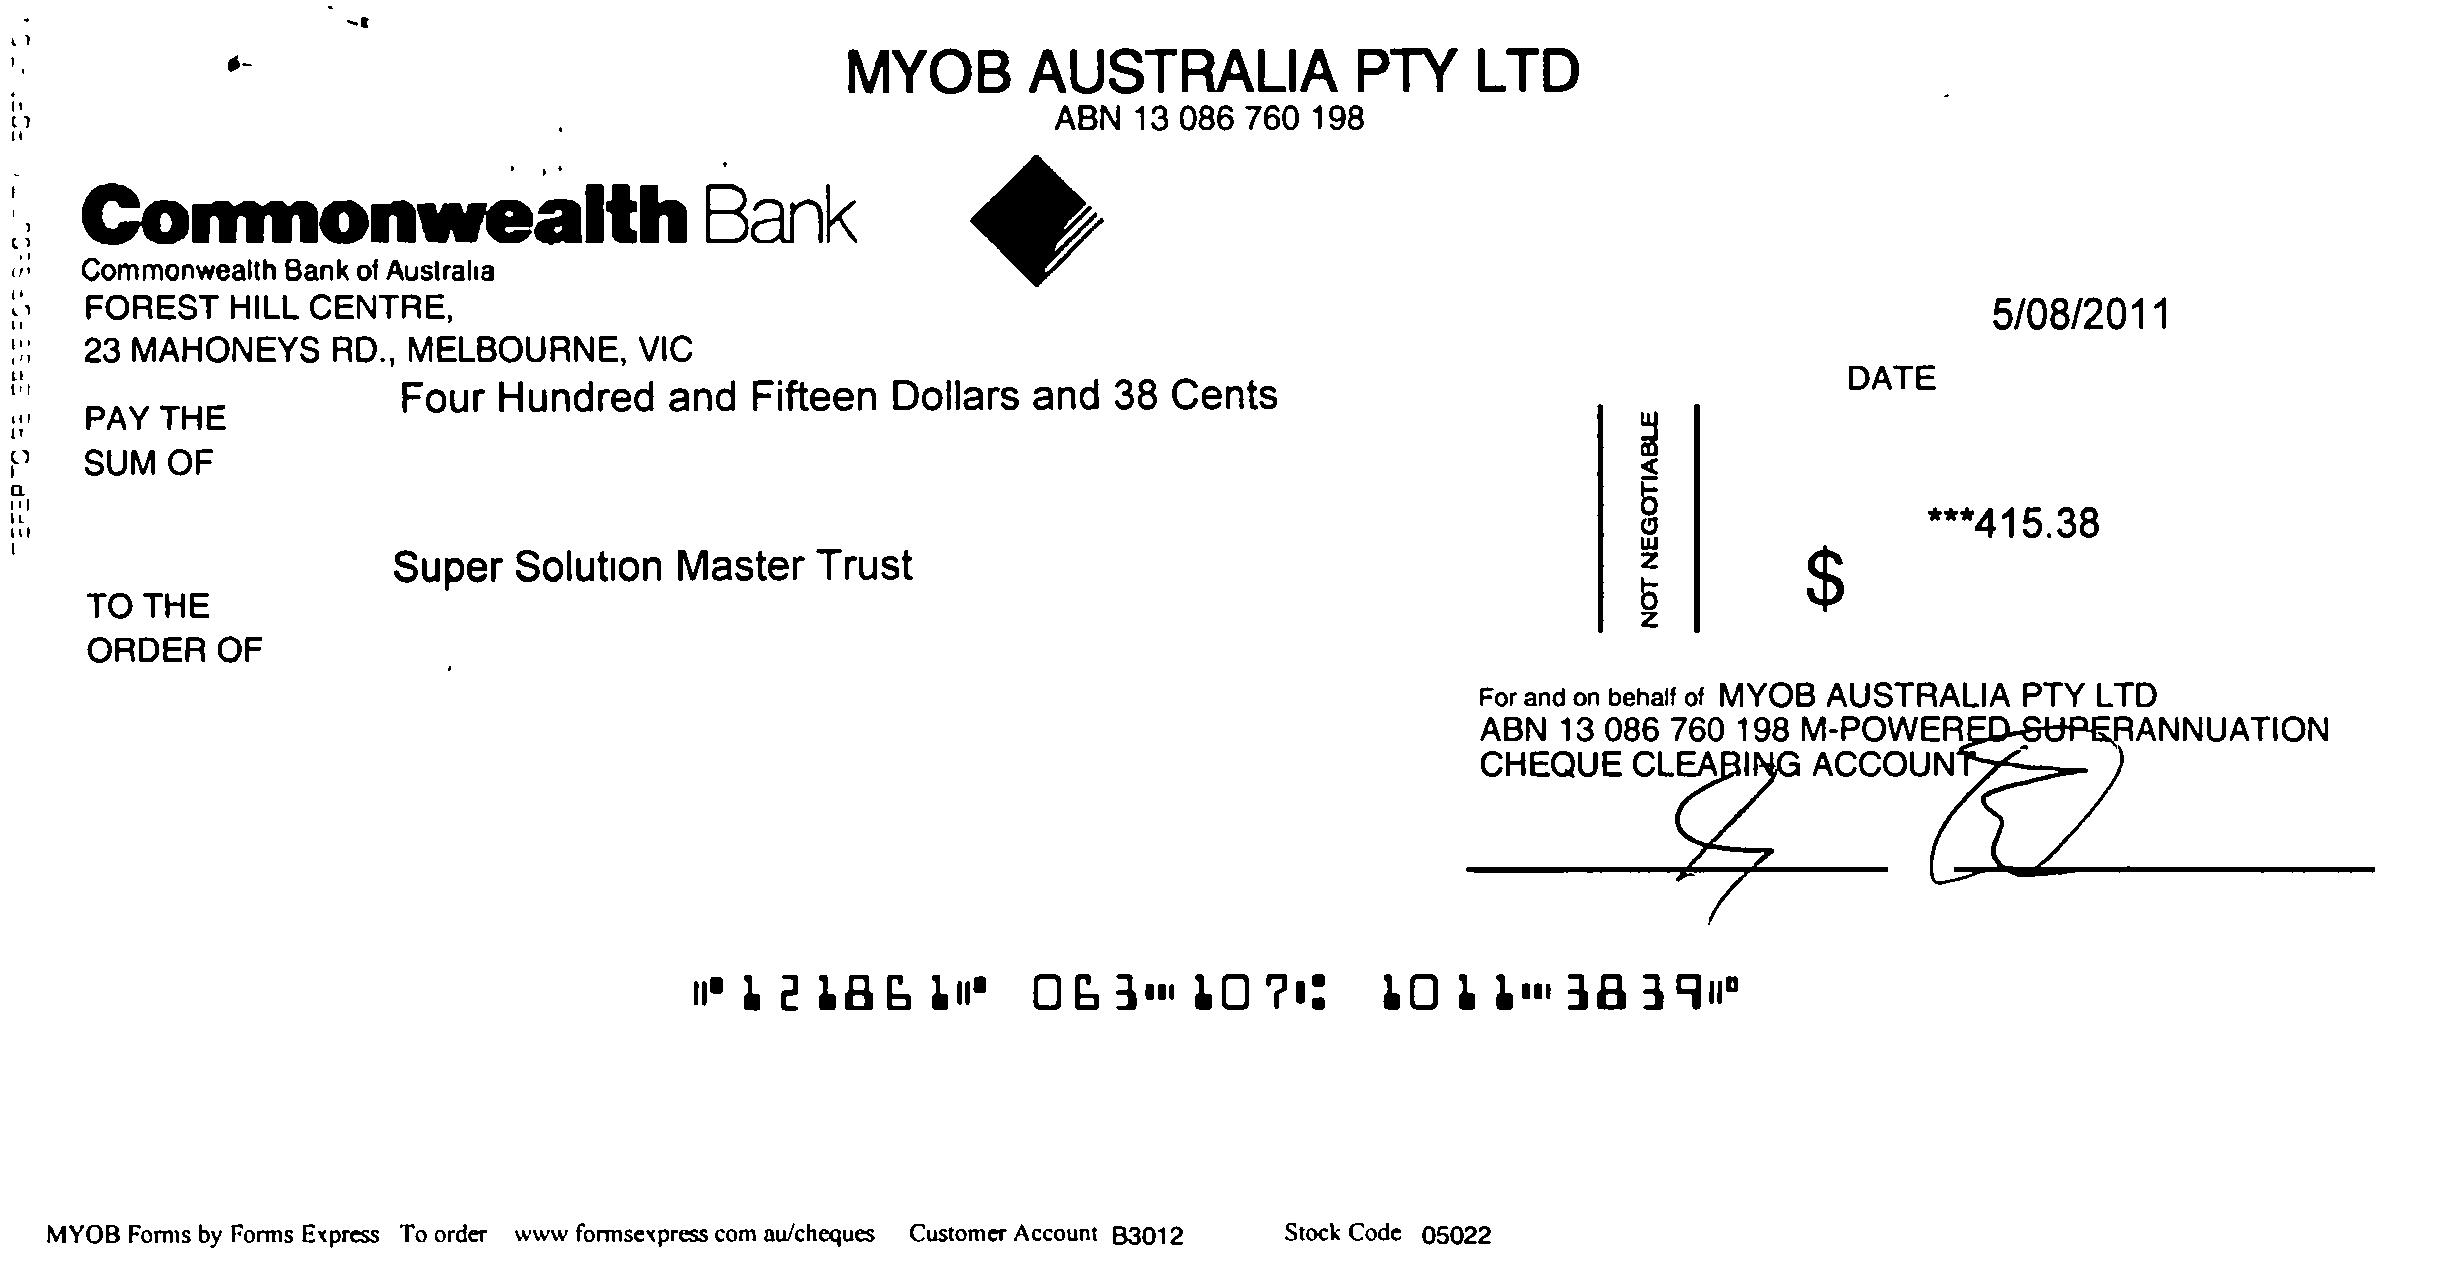 MYOB AUSTRALIA PTY LTD
ABN 13 086 760 198
Commonwealth Bank
Commonwealth Bank of Australia
FOREST HILL CENTRE,
23 MAHONEYS RD., MELBOURNE, VIC
5/08/2011
DATE
PAY THE
SUM OF
Four Hundred and Fifteen Dollars and 38 Cents
NOT NEGOTIABLE
$ ***415.38
Super Solution Master Trust
TO THE
ORDER OF
For and on behalf of MYOB AUSTRALIA PTY LTD
ABN 13 086 760 198 M-POWERED SUPERANNUATION
CHEQUE CLEARING ACCOUNT
⑈121861⑈ 063⑉107⑆ 1011⑉3839⑈
MYOB Forms by Forms Express To order www formsexpress com au/cheques Customer Account B3012 Stock Code 05022